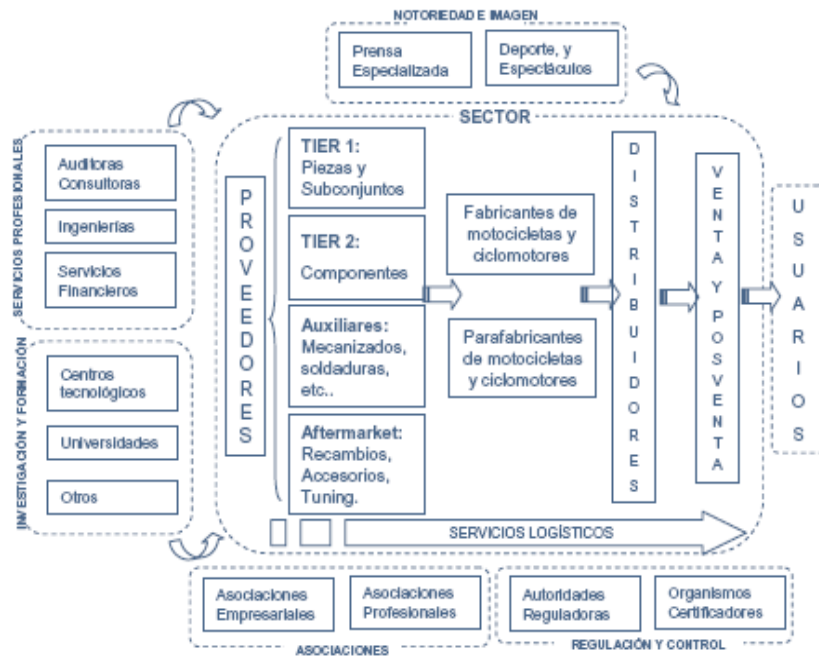 NOTORIEDAD E IMAGEN
Prensa
Especializada
Deporte, y
Espectáculos
SERVICIOS PROFESIONALES
Auditoras
Consultoras
Ingenierías
Servicios
Financieros
INVESTIGACIÓN Y FORMACIÓN
Centros
tecnológicos
Universidades
Otros
SECTOR
PROVEEDORES
TIER 1:
Piezas y
Subconjuntos
TIER 2:
Componentes
Auxiliares:
Mecanizados,
soldaduras,
etc..
Aftermarket:
Recambios,
Accesorios,
Tuning.
Fabricantes de
motocicletas y
ciclomotores
Parafabricantes
de motocicletas
y ciclomotores
DISTRIBUIDORES
VENTA Y POSVENTA
USUARIOS
SERVICIOS LOGÍSTICOS
Asociaciones
Empresariales
Asociaciones
Profesionales
ASOCIACIONES
Autoridades
Reguladoras
Organismos
Certificadores
REGULACIÓN Y CONTROL